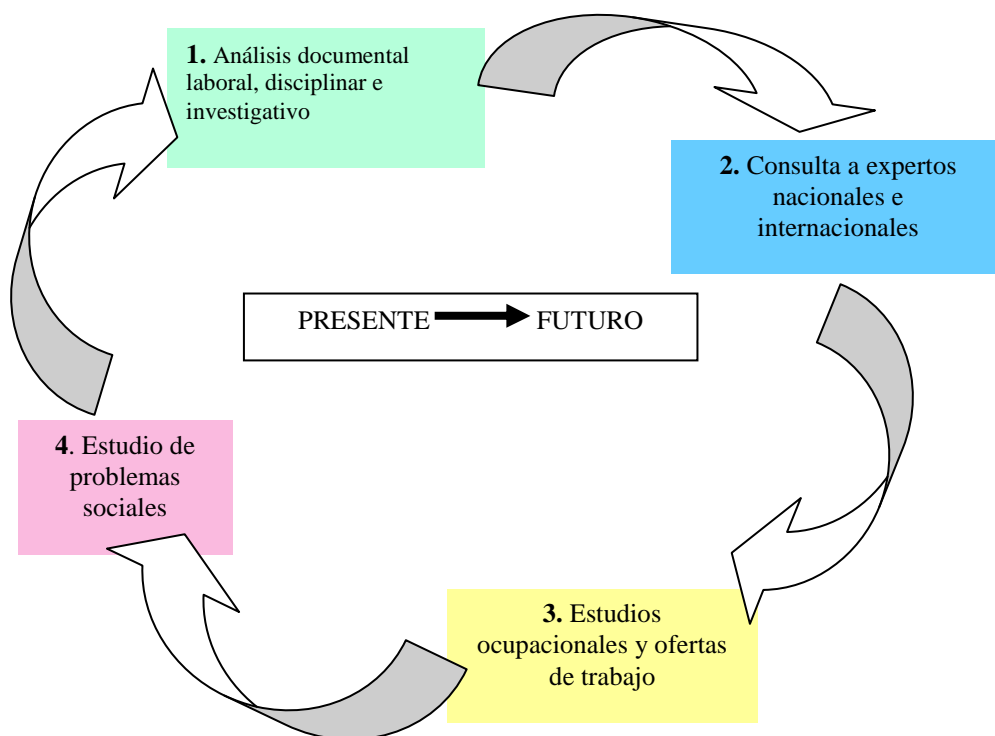 1. Análisis documental
laboral, disciplinar e
investigativo
2. Consulta a expertos
nacionales e
internacionales
PRESENTE FUTURO
4. Estudio de
problemas
sociales
3. Estudios
ocupacionales y ofertas
de trabajo